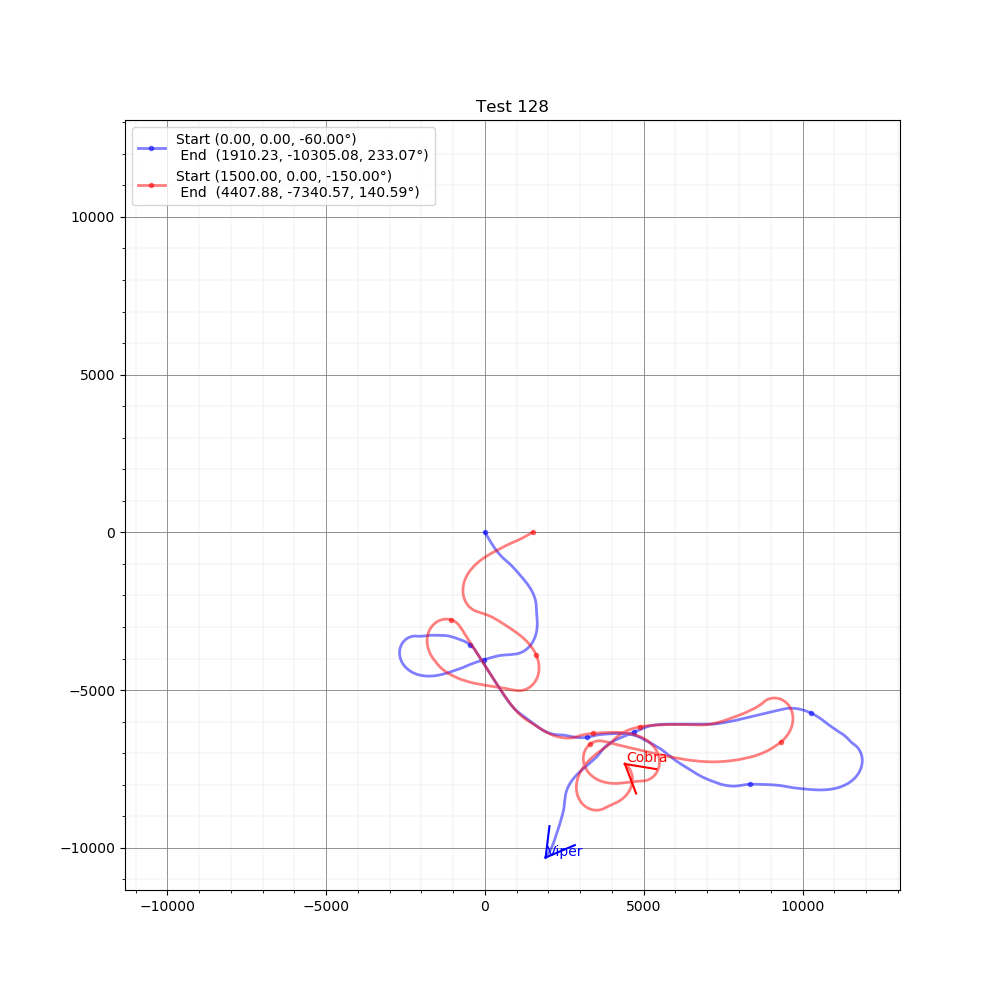 Test 128
Start (0.00, 0.00, -60.00°)
End  (1910.23, -10305.08, 233.07°)
Start (1500.00, 0.00, -150.00°)
End  (4407.88, -7340.57, 140.59°)
10000
5000
0
−5000
−10000
Cobra
Viper
−10000 −5000 0 5000 10000